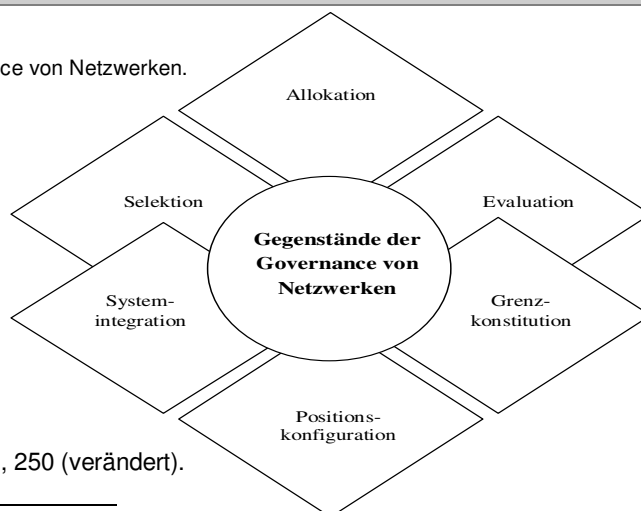 ce von Netzwerken.
Allokation
Selektion
Evaluation
Gegenstände der
Governance von
Netzwerken
System-
integration
Grenz-
konstitution
Positions-
konfiguration
, 250 (verändert).